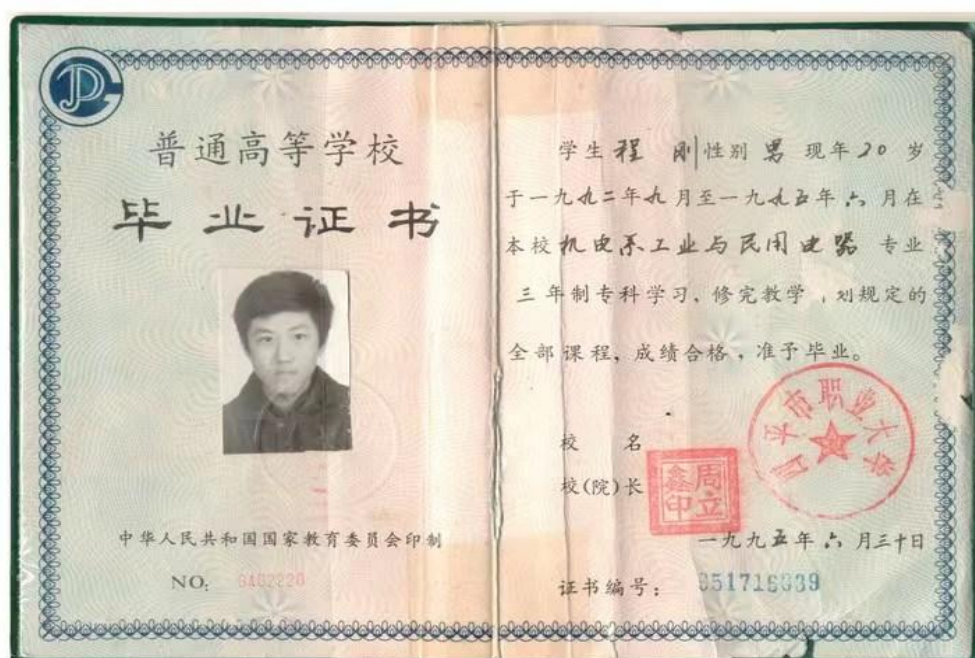 普通高等学校
毕业证书
中华人民共和国国家教育委员会印制
NO: 0402220
学生程 刚性别男现年20岁
于一九九二年九月至一九九五年六月在
本校机电系工业与民用电器 专业
三年制专科学习,修完教学 划规定的
全部课程,成绩合格,准予毕业。
校 名
四平市职业大学
校(院)长
周立鑫印
一九九五年六月三十日
证书编号: